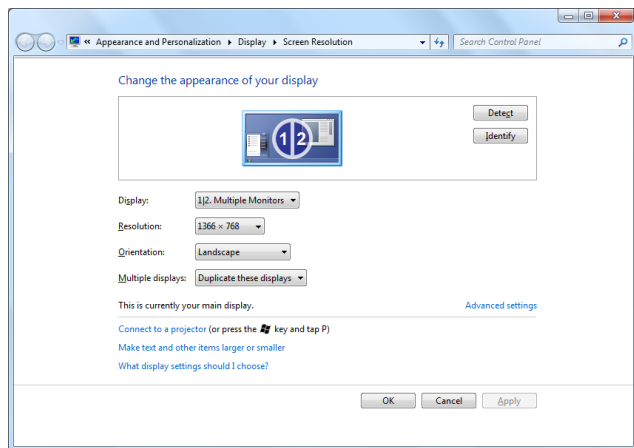 « Appearance and Personalization ▸ Display ▸ Screen Resolution
Search Control Panel
Change the appearance of your display
1|2
Detect
Identify
Display: 1|2. Multiple Monitors
Resolution: 1366 × 768
Orientation: Landscape
Multiple displays: Duplicate these displays
This is currently your main display. Advanced settings
Connect to a projector (or press the key and tap P)
Make text and other items larger or smaller
What display settings should I choose?
OK Cancel Apply